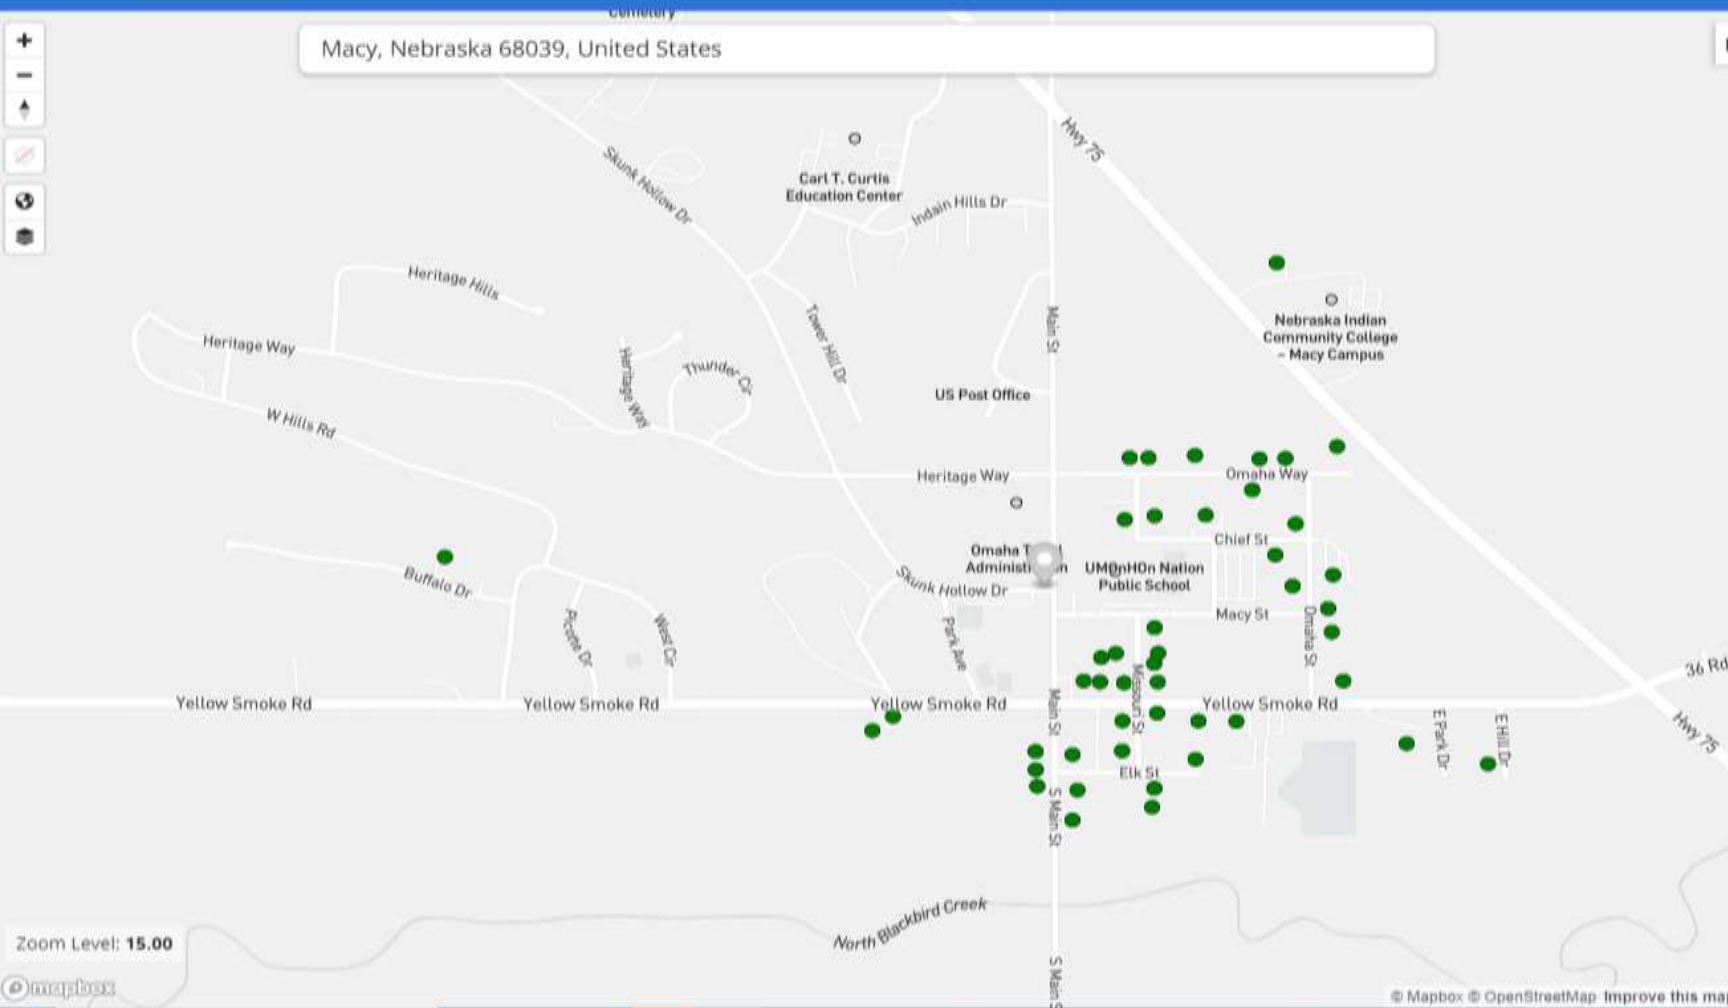 Cemetery
Macy, Nebraska 68039, United States
Hwy 75
Skunk Hollow Dr
Carl T. Curtis
Education Center
Indain Hills Dr
Heritage Hills
Main St
Tower Hill Dr
Nebraska Indian
Community College
- Macy Campus
Heritage Way
Heritage Way
Thunder Cir
US Post Office
W Hills Rd
Heritage Way
Omaha Way
Chief St
Omaha T
Administ n
UMOnHOn Nation
Public School
Buffalo Dr
Skunk Hollow Dr
Macy St
Picotte Dr
West Cir
Park Ave
Omaha St
36 Rd
Missouri St
Yellow Smoke Rd
Yellow Smoke Rd
Yellow Smoke Rd
Main St
Yellow Smoke Rd
E Park Dr
E Hill Dr
Hwy 75
Elk St
S Main St
North Blackbird Creek
Zoom Level: 15.00
S Main S
mapbox
© Mapbox © OpenStreetMap Improve this ma